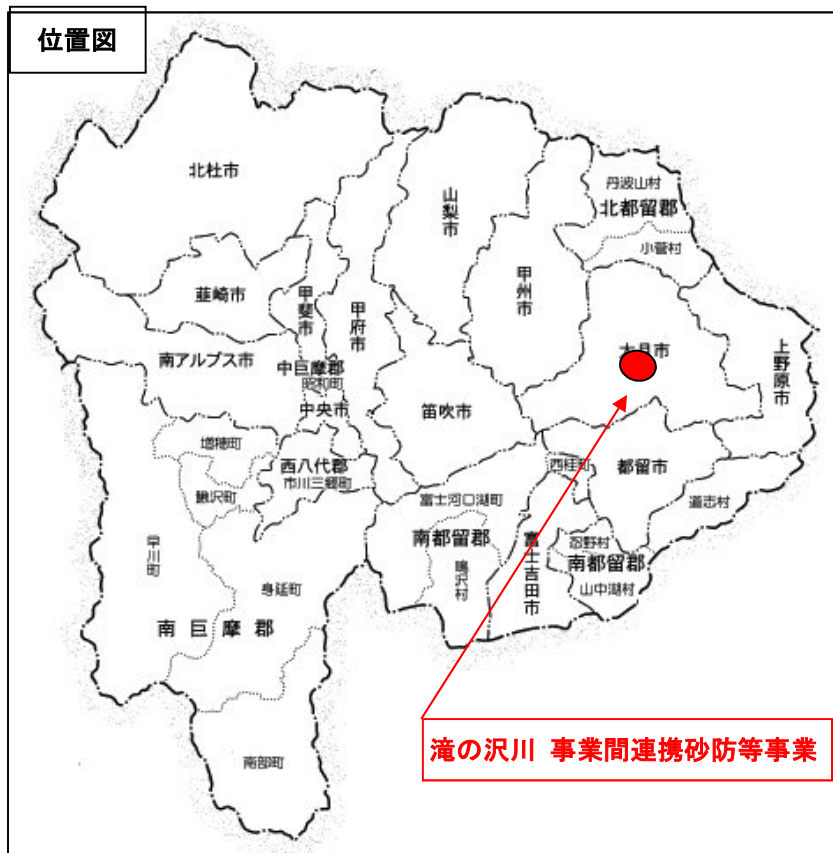 位置図
北杜市
山梨市
丹波山村
北都留郡
小菅村
韮崎市
甲斐市
甲府市
甲州市
南アルプス市
中巨摩郡
昭和町
中央市
笛吹市
大月市
上野原市
増穂町
西八代郡
市川三郷町
鰍沢町
西桂町
都留市
道志村
早川町
富士河口湖町
南都留郡
鳴沢村
富士吉田市
忍野村
南都留郡
山中湖村
身延町
南巨摩郡
南部町
滝の沢川 事業間連携砂防等事業